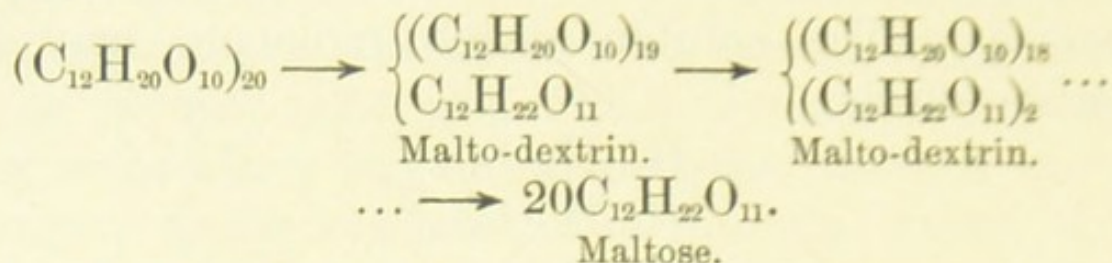 (C₁₂H₂₀O₁₀)₂₀ ⟶ {(C₁₂H₂₀O₁₀)₁₉ ⟶ {(C₁₂H₂₀O₁₀)₁₈ ...
{C₁₂H₂₂O₁₁ {(C₁₂H₂₂O₁₁)₂
Malto-dextrin. Malto-dextrin.
... ⟶ 20C₁₂H₂₂O₁₁.
Maltose.